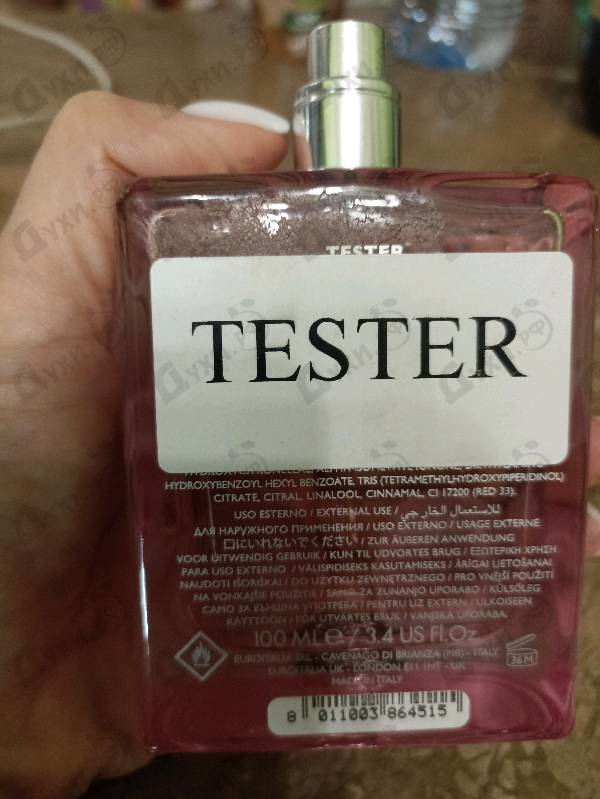 TESTER
TESTER
HYDROXYBENZOYL HEXYL BENZOATE, TRIS (TETRAMETHYLHYDROXYPIPERIDINOL)
CITRATE, CITRAL, LINALOOL, CINNAMAL, CI 17200 (RED 33).
USO ESTERNO / EXTERNAL USE / للاستعمال الخارجي
ДЛЯ НАРУЖНОГО ПРИМЕНЕНИЯ / USO EXTERNO / USAGE EXTERNE
口にいれないでください / ZUR ÄUßEREN ANWENDUNG
VOOR UITWENDIG GEBRUIK / KUN TIL UDVORTES BRUG / ΕΞΩΤΕΡΙΚΗ ΧΡΗΣΗ
PARA USO EXTERNO / VÄLISPIDISEKS KASUTAMISEKS / ĀRĪGAI LIETOŠANAI
NAUDOTI IŠORIŠKAI / DO UŻYTKU ZEWNĘTRZNEGO / PRO VNĚJŠÍ POUŽITÍ
NA VONKAJŠIE POUŽITIE / SAMO ZA ZUNANJO UPORABO / KÜLSŐLEG
САМО ЗА ВЪНШНА УПОТРЕБА / PENTRU UZ EXTERN / ULKOISEEN
KÄYTTÖÖN / FÖR UTVÄRTES BRUK / VANJSKA UPORABA.
100 ML e / 3.4 US Fl.Oz
EUROITALIA SRL - CAVENAGO DI BRIANZA (NB) - ITALY
36M
EUROITALIA UK - LONDON E11 1HT - UK
MADE IN ITALY
8 011003 864515
Духи.рф